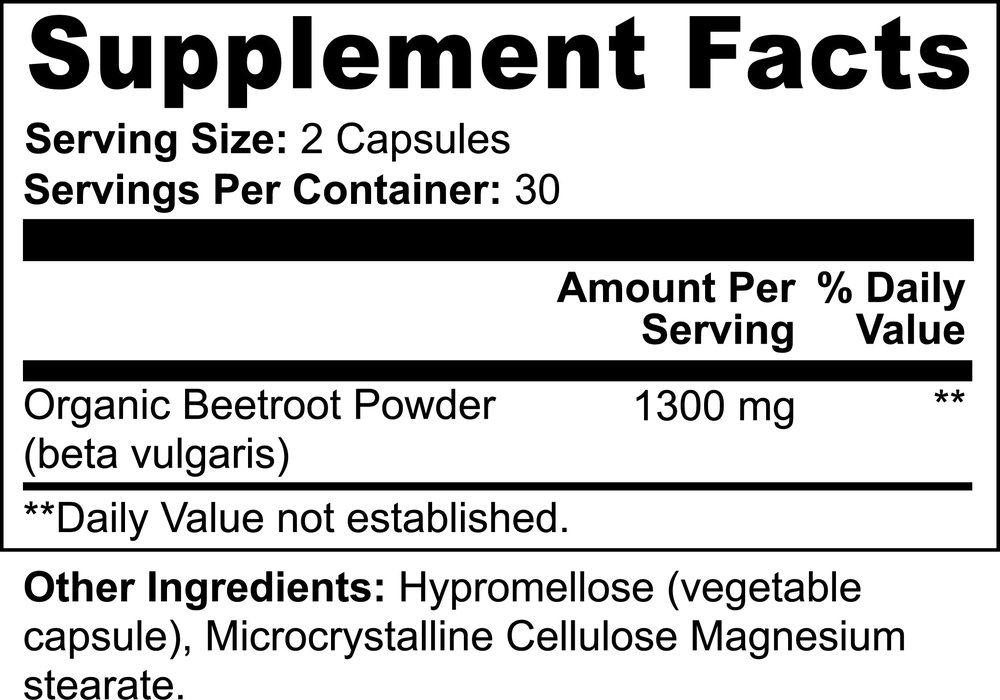 Supplement Facts
Serving Size: 2 Capsules
Servings Per Container: 30
Amount Per % Daily
Serving Value
Organic Beetroot Powder 1300 mg **
(beta vulgaris)
**Daily Value not established.
Other Ingredients: Hypromellose (vegetable
capsule), Microcrystalline Cellulose Magnesium
stearate.